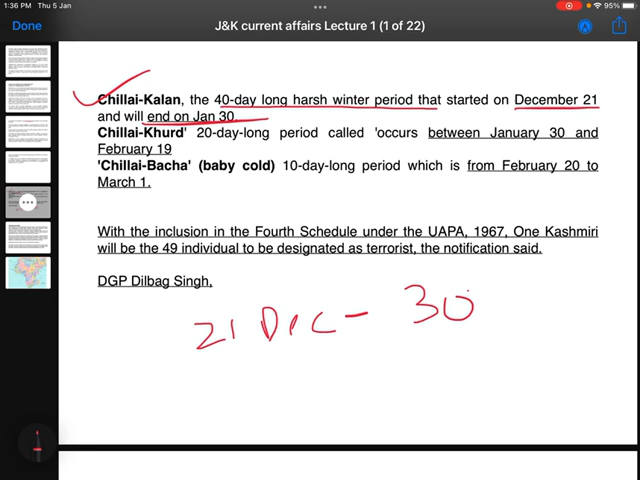 1:36 PM Thu 5 Jan
95%
Done
J&K current affairs Lecture 1 (1 of 22)
Chillai-Kalan, the 40-day long harsh winter period that started on December 21
and will end on Jan 30
Chillai-Khurd' 20-day-long period called 'occurs between January 30 and
February 19
'Chillai-Bacha' (baby cold) 10-day-long period which is from February 20 to
March 1.
With the inclusion in the Fourth Schedule under the UAPA, 1967, One Kashmiri
will be the 49 individual to be designated as terrorist, the notification said.
DGP Dilbag Singh,
21 Dec - 30